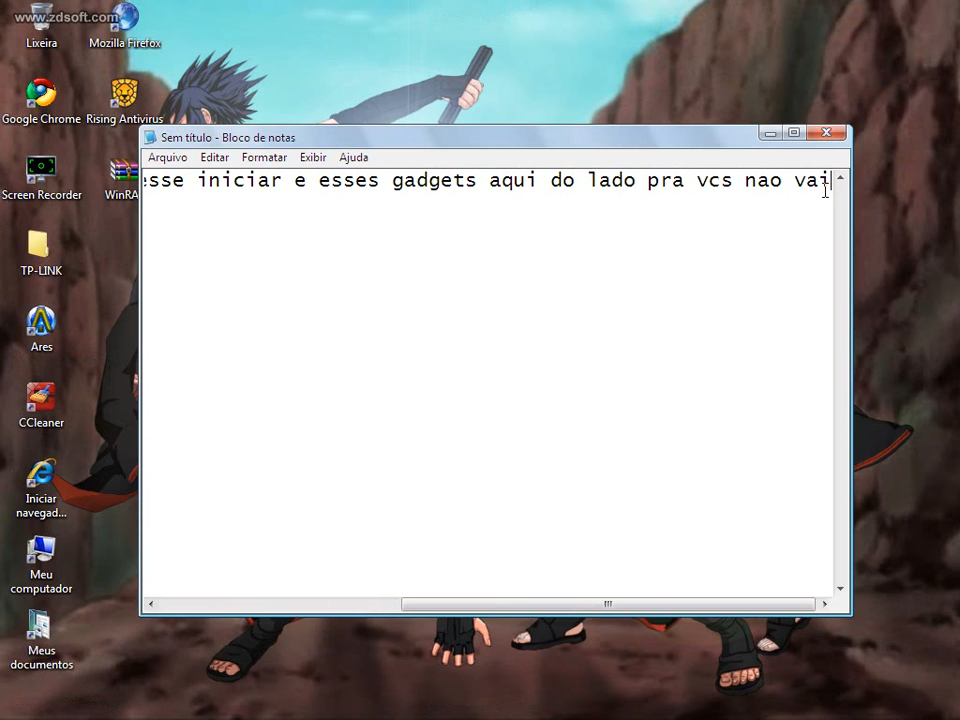 www.zdsoft.com
Lixeira
Mozilla Firefox
Google Chrome
Rising Antivirus
Screen Recorder
WinRA
TP-LINK
Ares
CCleaner
Iniciar
navegad...
Meu
computador
Meus
documentos
Sem título - Bloco de notas
Arquivo Editar Formatar Exibir Ajuda
esse iniciar e esses gadgets aqui do lado pra vcs nao vai